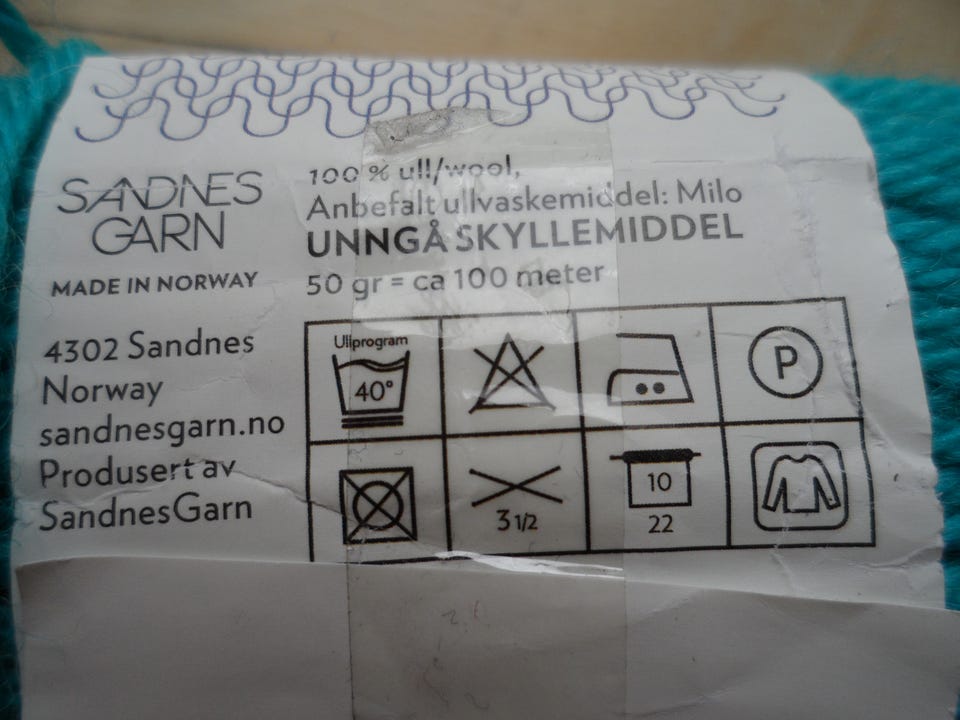 SANDNES
GARN
MADE IN NORWAY
4302 Sandnes
Norway
sandnesgarn.no
Produsert av
SandnesGarn
100 % ull/wool,
Anbefalt ullvaskemiddel: Milo
UNNGÅ SKYLLEMIDDEL
50 gr = ca 100 meter
Ullprogram
40°
P
3 1/2
10
22